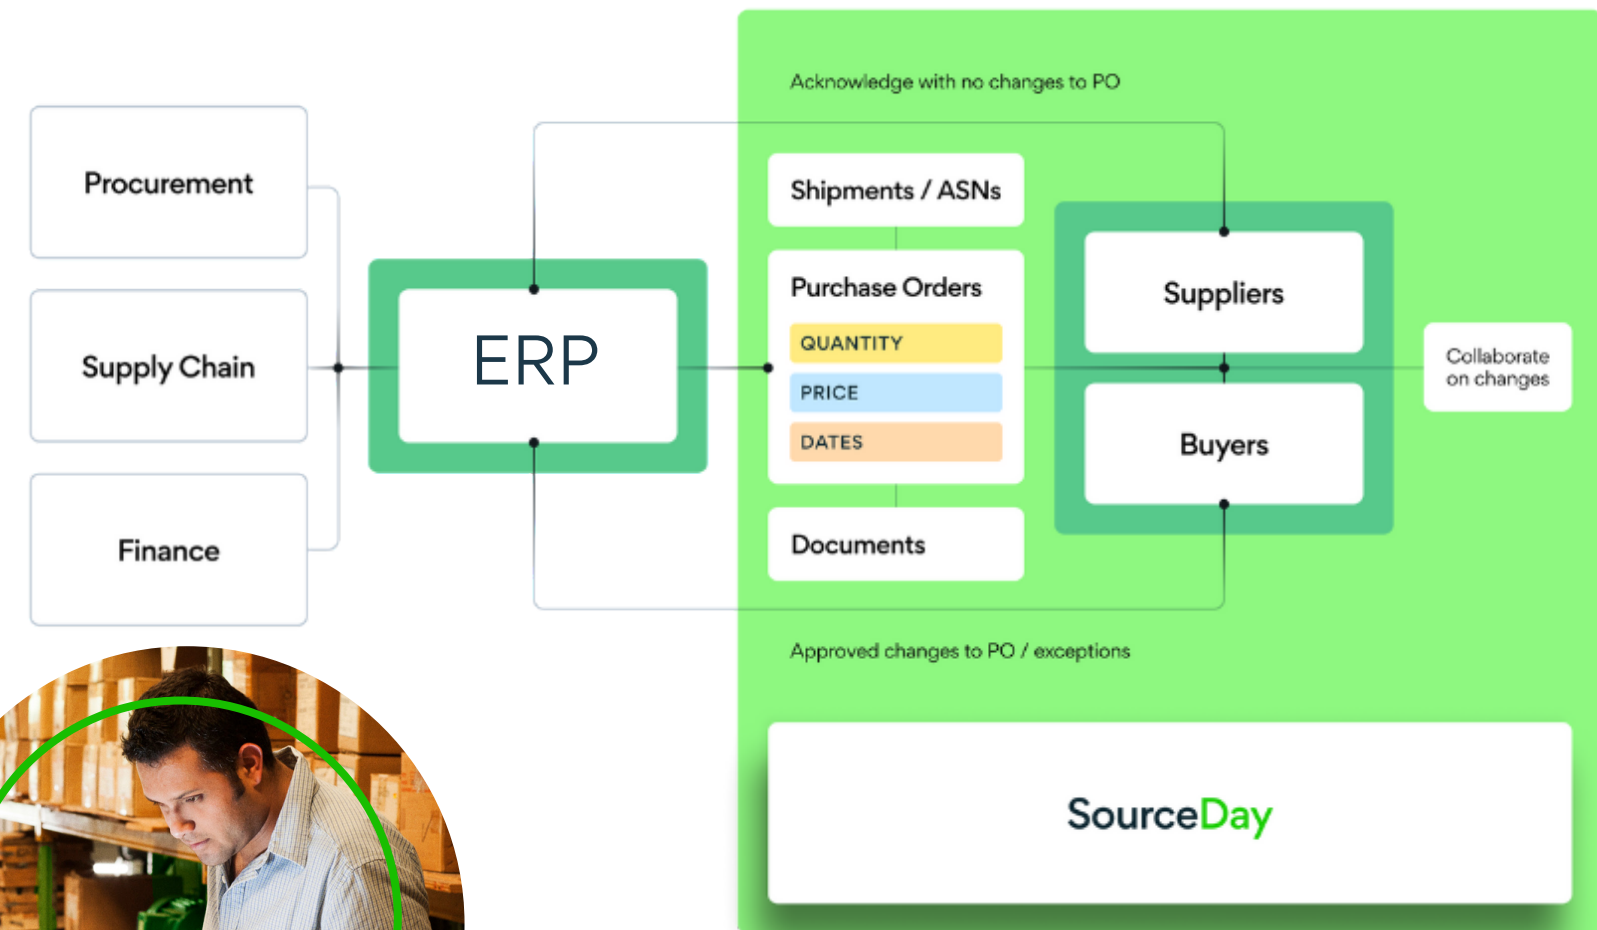 Acknowledge with no changes to PO
Procurement
Supply Chain
Finance
ERP
Shipments / ASNs
Purchase Orders
QUANTITY
PRICE
DATES
Documents
Suppliers
Buyers
Collaborate
on changes
Approved changes to PO / exceptions
SourceDay